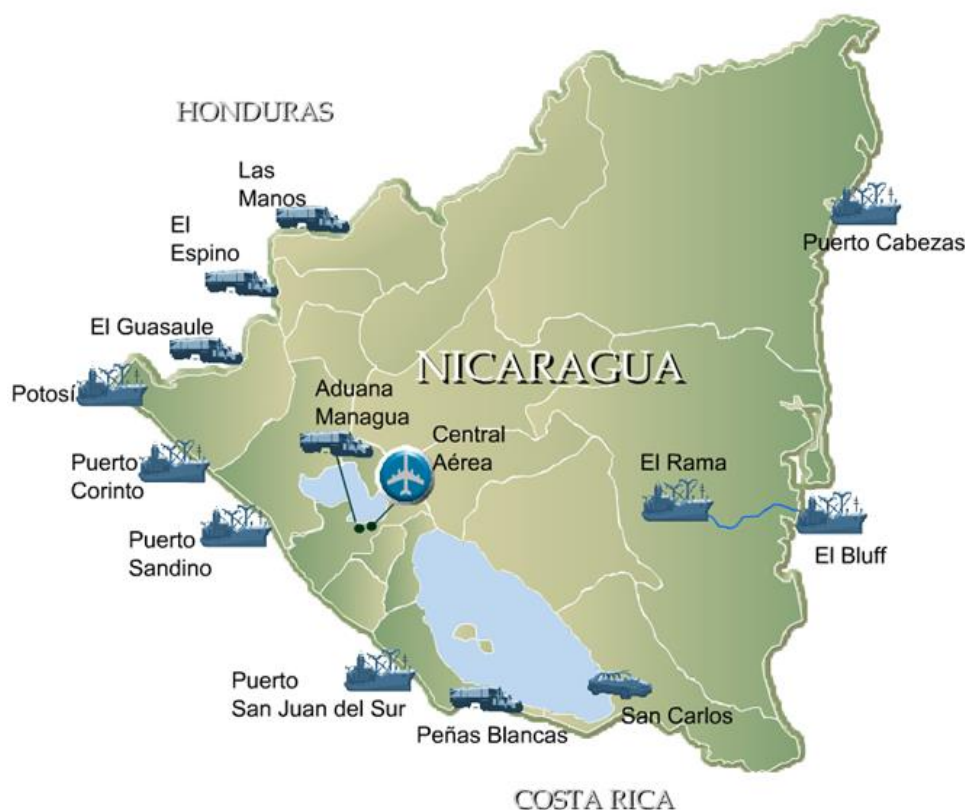 HONDURAS
Las
Manos
El
Espino
Puerto Cabezas
El Guasaule
NICARAGUA
Potosí
Aduana
Managua
Central
Aérea
Puerto
Corinto
El Rama
Puerto
Sandino
El Bluff
Puerto
San Juan del Sur
San Carlos
Peñas Blancas
COSTA RICA